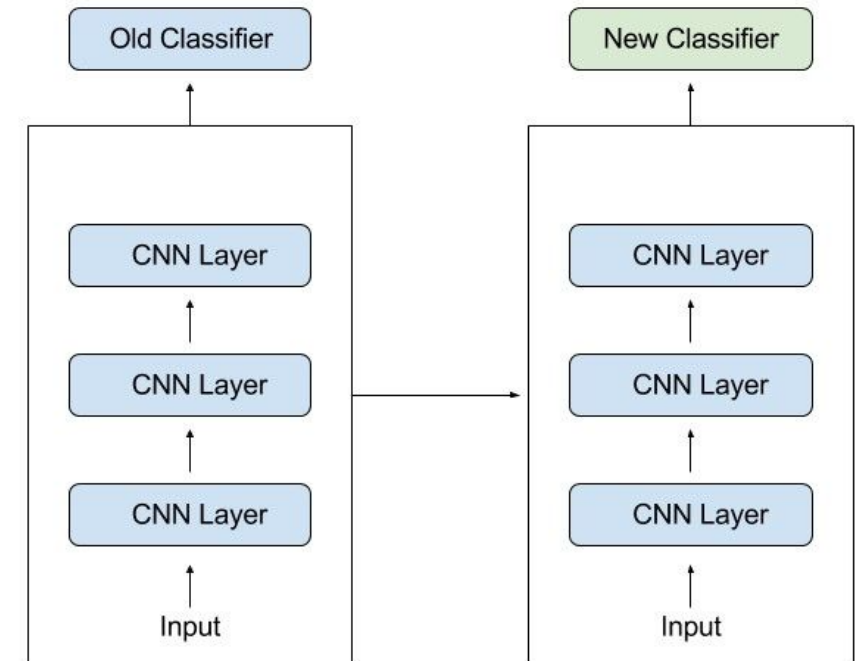 Old Classifier
New Classifier
CNN Layer
CNN Layer
CNN Layer
CNN Layer
CNN Layer
CNN Layer
Input
Input